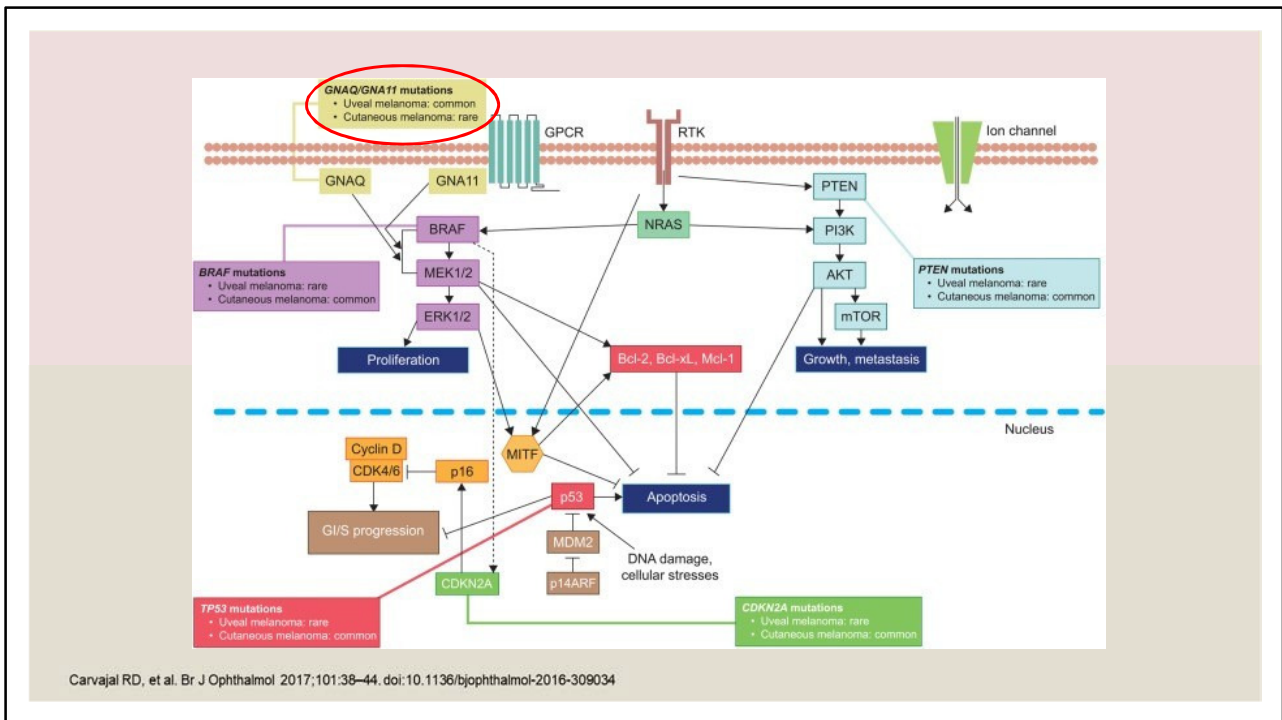 GNAQ/GNA11 mutations
• Uveal melanoma: common
• Cutaneous melanoma: rare
GPCR
RTK
Ion channel
GNAQ
GNA11
PTEN
BRAF
NRAS
PI3K
BRAF mutations
• Uveal melanoma: rare
• Cutaneous melanoma: common
MEK1/2
AKT
PTEN mutations
• Uveal melanoma: rare
• Cutaneous melanoma: common
ERK1/2
mTOR
Proliferation
Bcl-2, Bcl-xL, Mcl-1
Growth, metastasis
Nucleus
Cyclin D
CDK4/6
p16
MITF
p53
Apoptosis
GI/S progression
MDM2
DNA damage,
cellular stresses
CDKN2A
p14ARF
TP53 mutations
• Uveal melanoma: rare
• Cutaneous melanoma: common
CDKN2A mutations
• Uveal melanoma: rare
• Cutaneous melanoma: common
Carvajal RD, et al. Br J Ophthalmol 2017;101:38–44. doi:10.1136/bjophthalmol-2016-309034